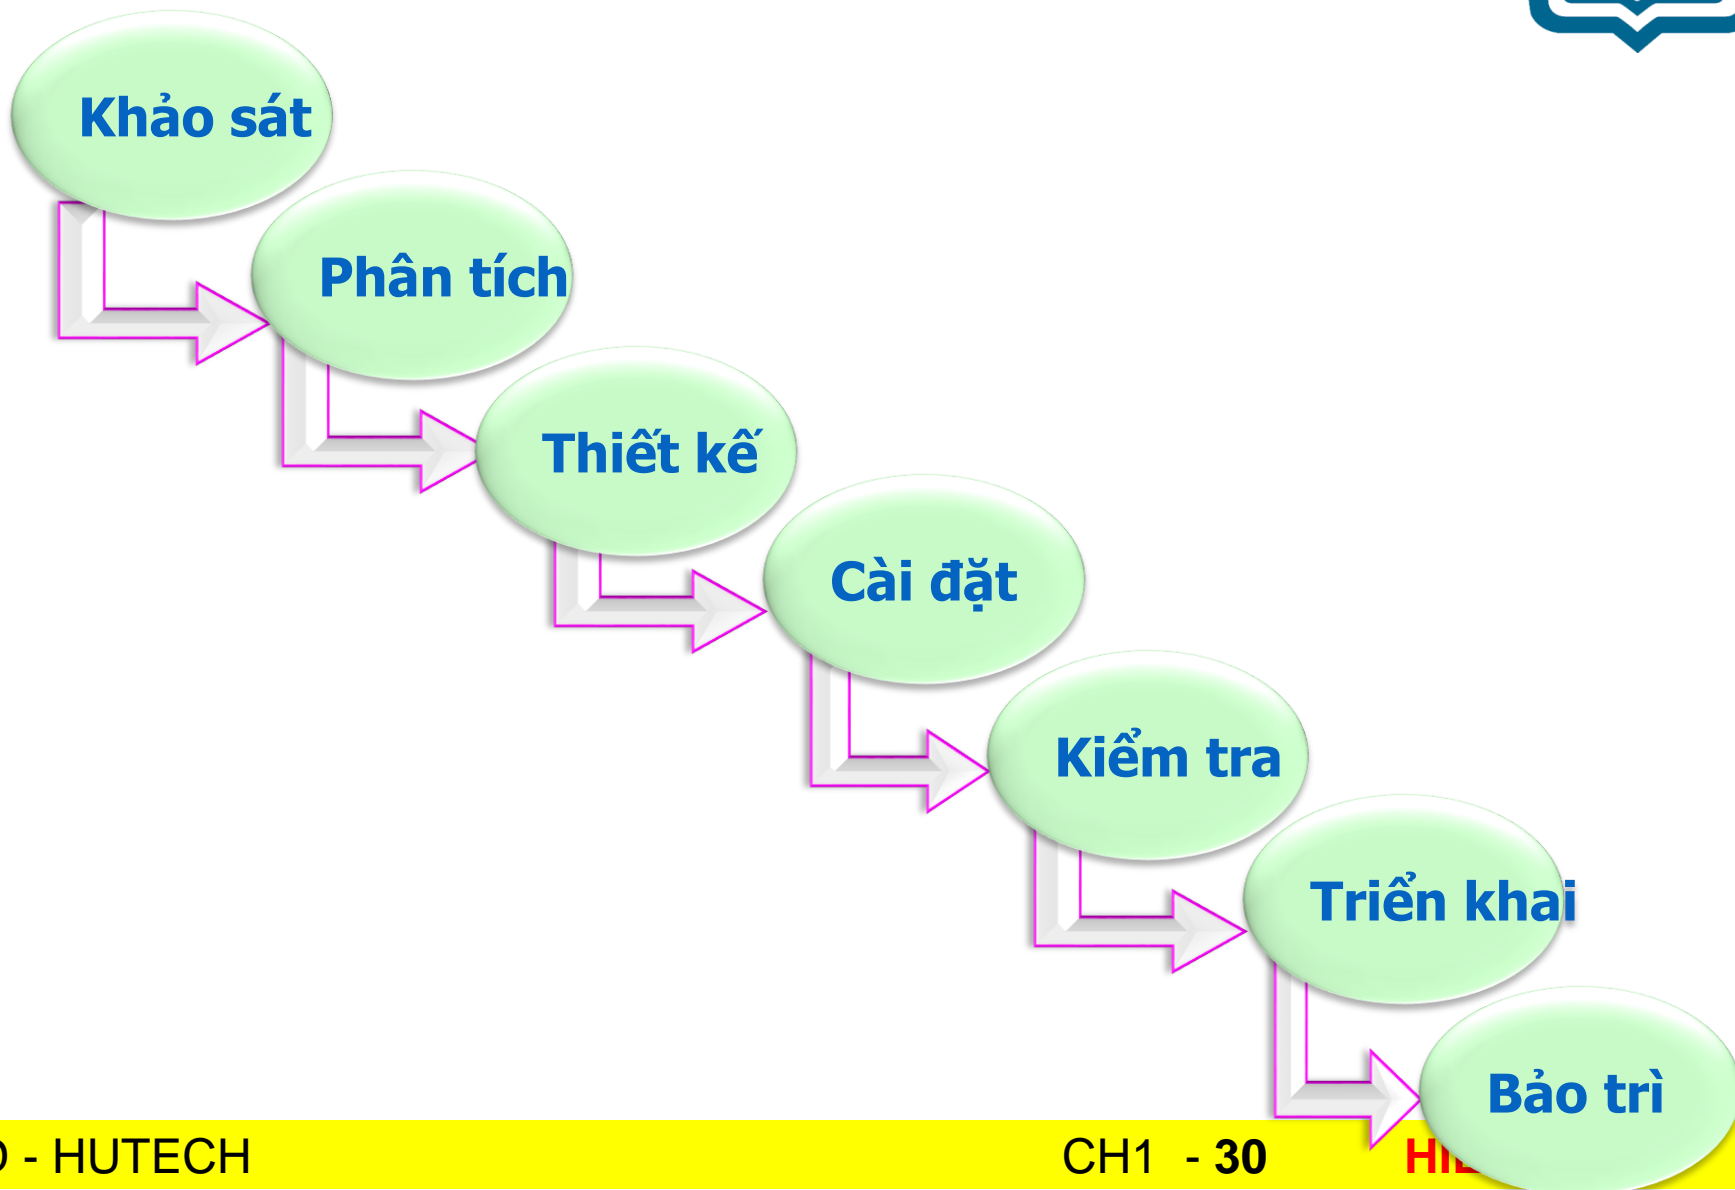 Khảo sát
Phân tích
Thiết kế
Cài đặt
Kiểm tra
Triển khai
Bảo trì
- HUTECH
CH1 - 30